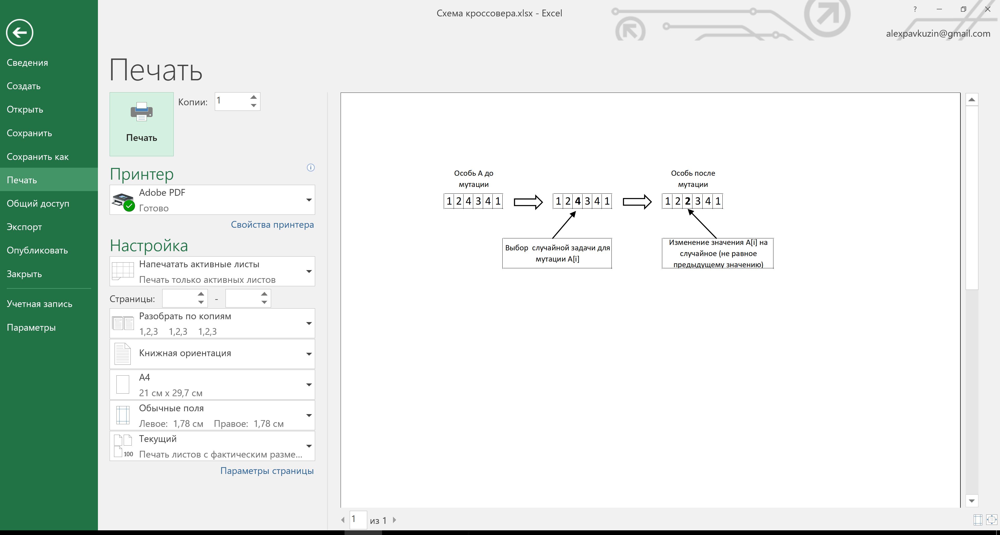 Схема кроссовера.xlsx - Excel
?
alexpavkuzin@gmail.com
Сведения
Создать
Открыть
Сохранить
Сохранить как
Печать
Общий доступ
Экспорт
Опубликовать
Закрыть
Учетная запись
Параметры
Печать
Печать
Копии: 1
Принтер
Adobe PDF
Готово
Свойства принтера
Настройка
Напечатать активные листы
Печать только активных листов
Страницы: -
Разобрать по копиям
1,2,3 1,2,3 1,2,3
Книжная ориентация
A4
21 см x 29,7 см
Обычные поля
Левое: 1,78 см Правое: 1,78 см
Текущий
100
Печать листов с фактическим разме...
Параметры страницы
Особь А до
мутации
1 2 4 3 4 1
1 2 4 3 4 1
Особь после
мутации
1 2 2 3 4 1
Выбор случайной задачи для
мутации A[i]
Изменение значения A[i] на
случайное (не равное
предыдущему значению)
1 из 1